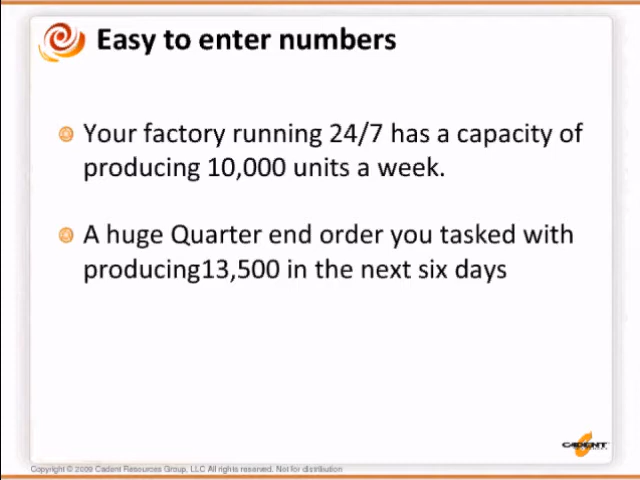 Easy to enter numbers
Your factory running 24/7 has a capacity of
producing 10,000 units a week.
A huge Quarter end order you tasked with
producing13,500 in the next six days
CADENT
Copyright © 2009 Cadent Resources Group, LLC All rights reserved. Not for distribution